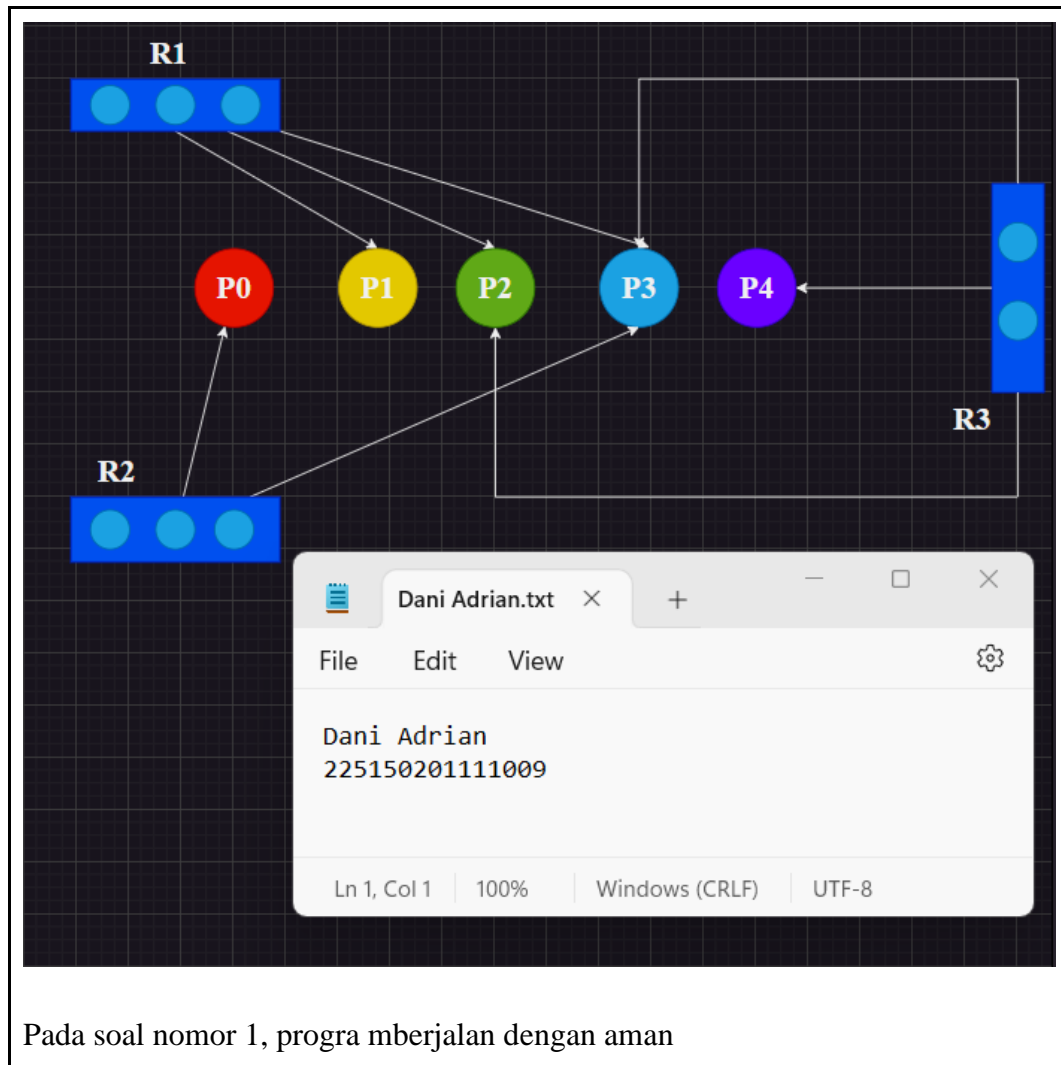 R1
P0
P1
P2
P3
P4
R3
R2
Dani Adrian.txt
File Edit View
Dani Adrian
225150201111009
Ln 1, Col 1 100% Windows (CRLF) UTF-8
Pada soal nomor 1, progra mberjalan dengan aman